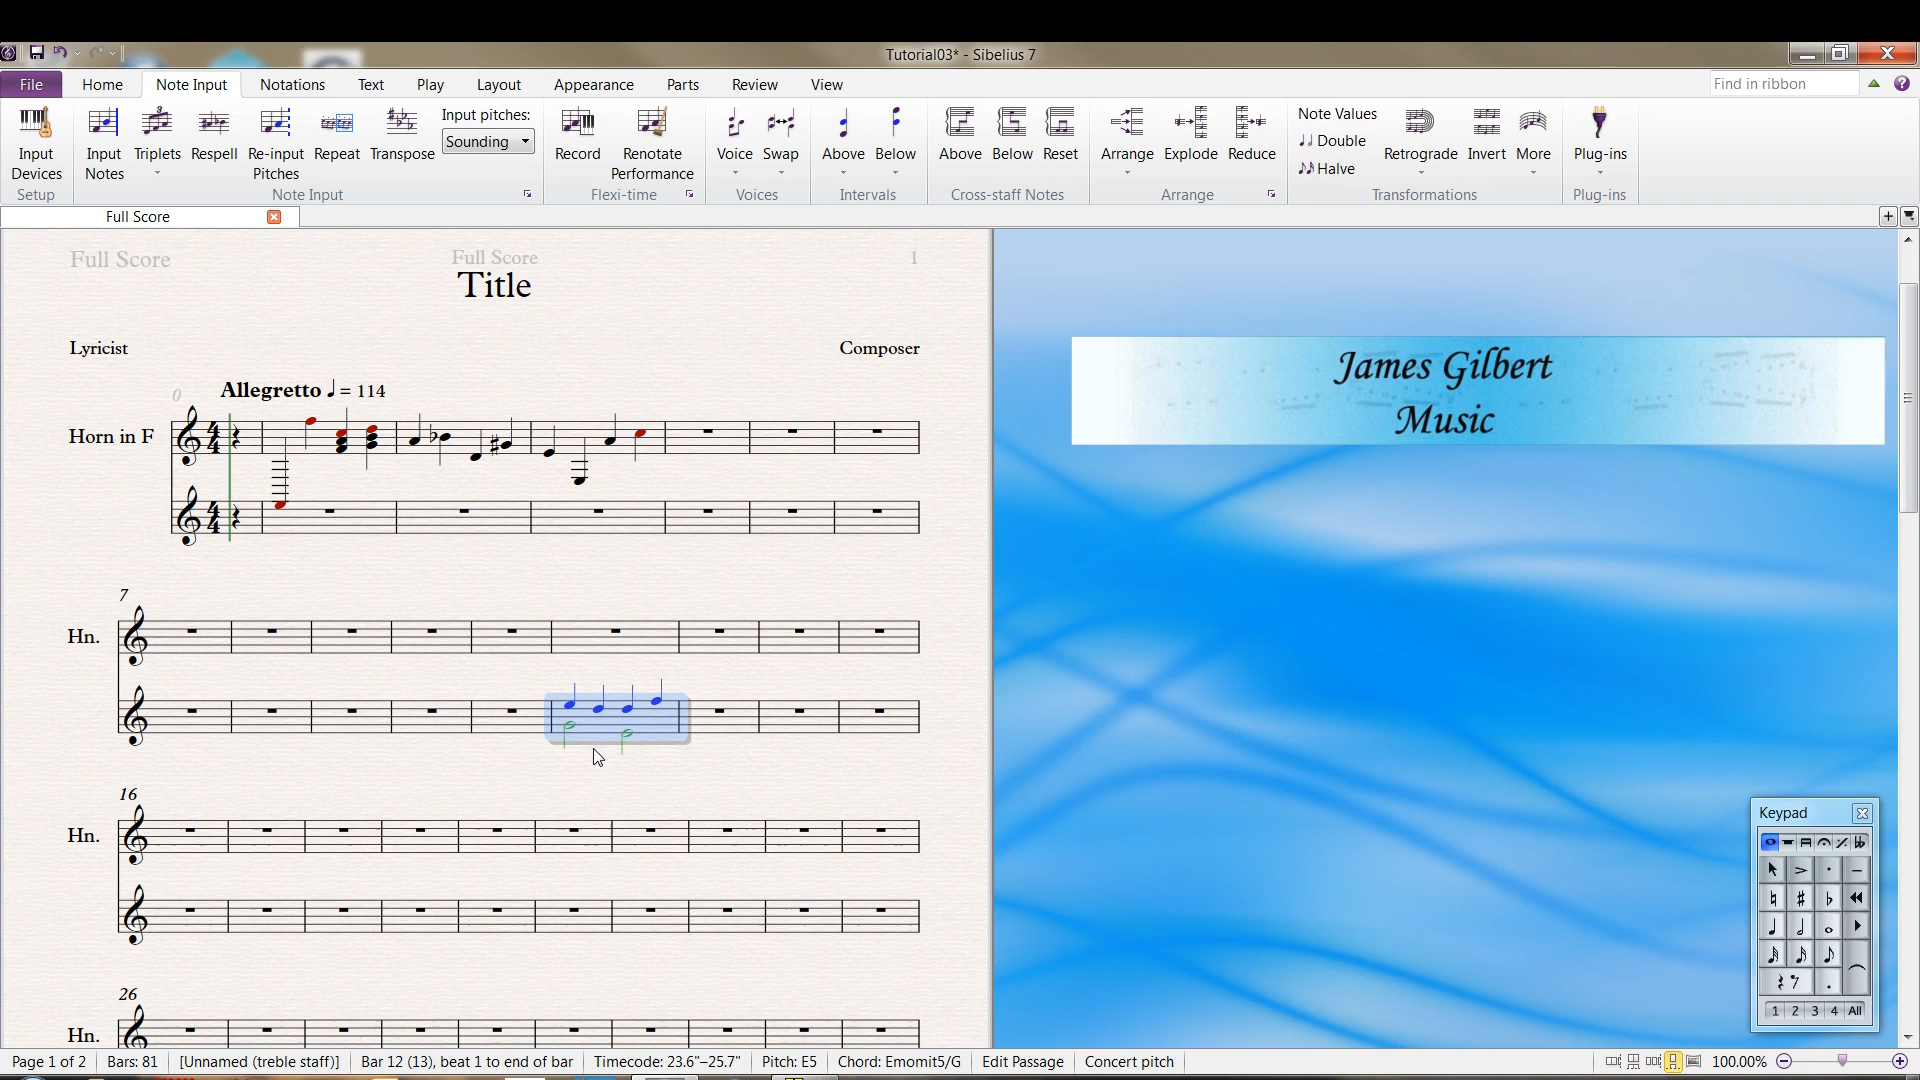 Tutorial03* - Sibelius 7
File Home Note Input Notations Text Play Layout Appearance Parts Review View Find in ribbon
Input Devices
Input Notes
Triplets
Respell
Re-input Pitches
Repeat
Transpose
Input pitches:
Sounding
Record
Renotate Performance
Voice
Swap
Above
Below
Above
Below
Reset
Arrange
Explode
Reduce
Note Values
Double
Halve
Retrograde
Invert
More
Plug-ins
Setup Note Input Flexi-time Voices Intervals Cross-staff Notes Arrange Transformations Plug-ins
Full Score
Full Score Full Score 1
Title
Lyricist Composer
0 Allegretto = 114
Horn in F
4 4
4 4
7
Hn.
16
Hn.
26
Hn.
James Gilbert
Music
Keypad
1 2 3 4 All
Page 1 of 2 Bars: 81 [Unnamed (treble staff)] Bar 12 (13), beat 1 to end of bar Timecode: 23.6"–25.7" Pitch: E5 Chord: Emomit5/G Edit Passage Concert pitch 100.00%